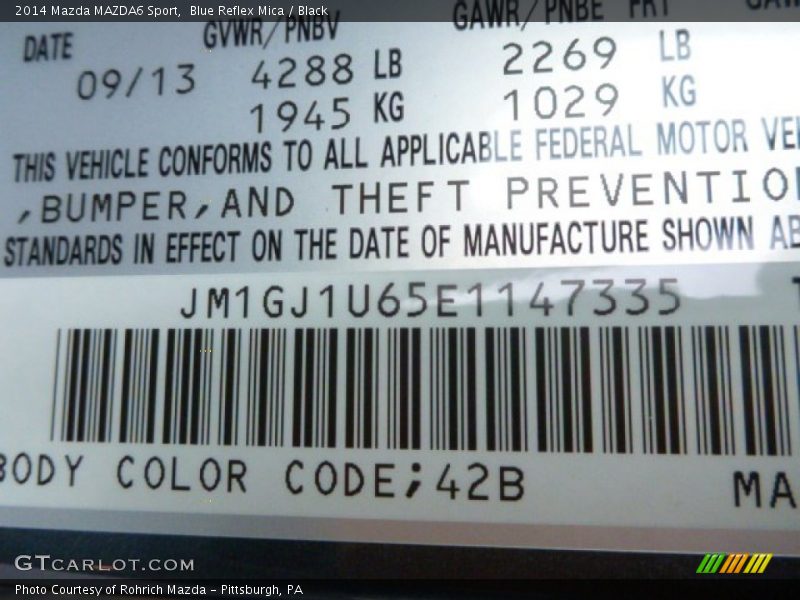 2014 Mazda MAZDA6 Sport,  Blue Reflex Mica / Black
DATE GVWR/PNBV GAWR/PNBE FRT GAW
09/13 4288 LB 2269 LB
1945 KG 1029 KG
THIS VEHICLE CONFORMS TO ALL APPLICABLE FEDERAL MOTOR VE
,BUMPER,AND THEFT PREVENTIO
STANDARDS IN EFFECT ON THE DATE OF MANUFACTURE SHOWN AB
JM1GJ1U65E1147335
BODY COLOR CODE;42B MA
GTCARLOT.COM
Photo Courtesy of Rohrich Mazda - Pittsburgh, PA